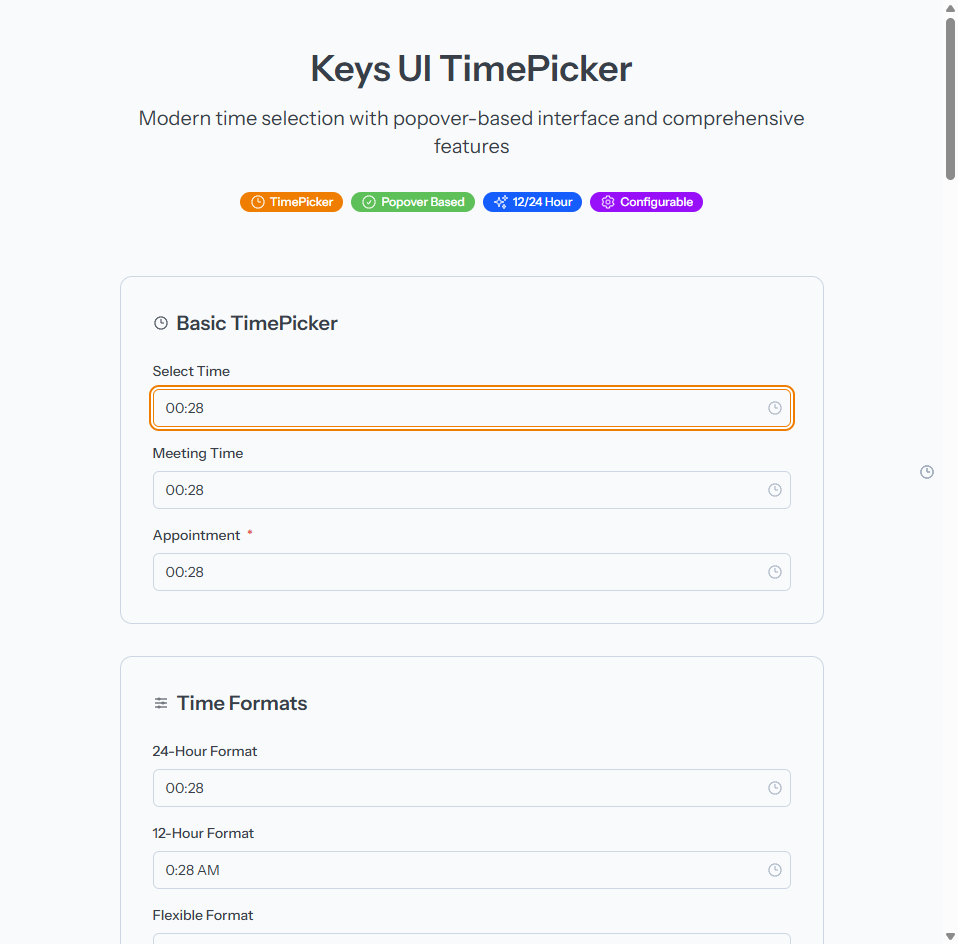 Keys UI TimePicker
Modern time selection with popover-based interface and comprehensive
features
TimePicker
Popover Based
12/24 Hour
Configurable
Basic TimePicker
Select Time
00:28
Meeting Time
00:28
Appointment *
00:28
Time Formats
24-Hour Format
00:28
12-Hour Format
0:28 AM
Flexible Format